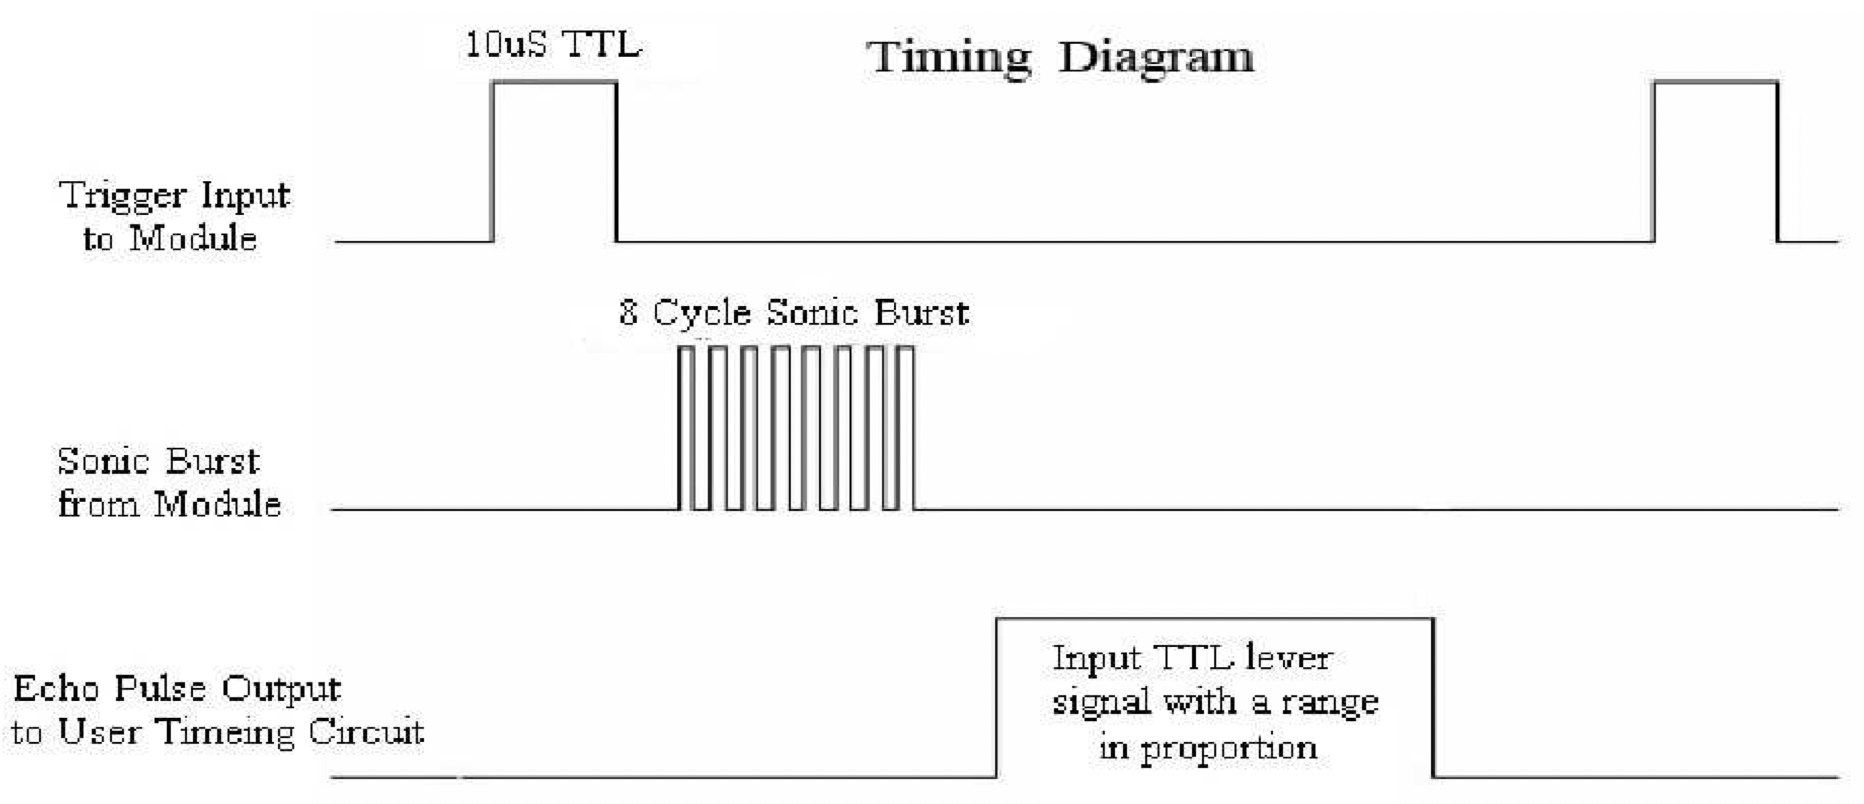 10uS TTL
Timing Diagram
Trigger Input
to Module
8 Cycle Sonic Burst
Sonic Burst
from Module
Echo Pulse Output
to User Timeing Circuit
Input TTL lever
signal with a range
in proportion